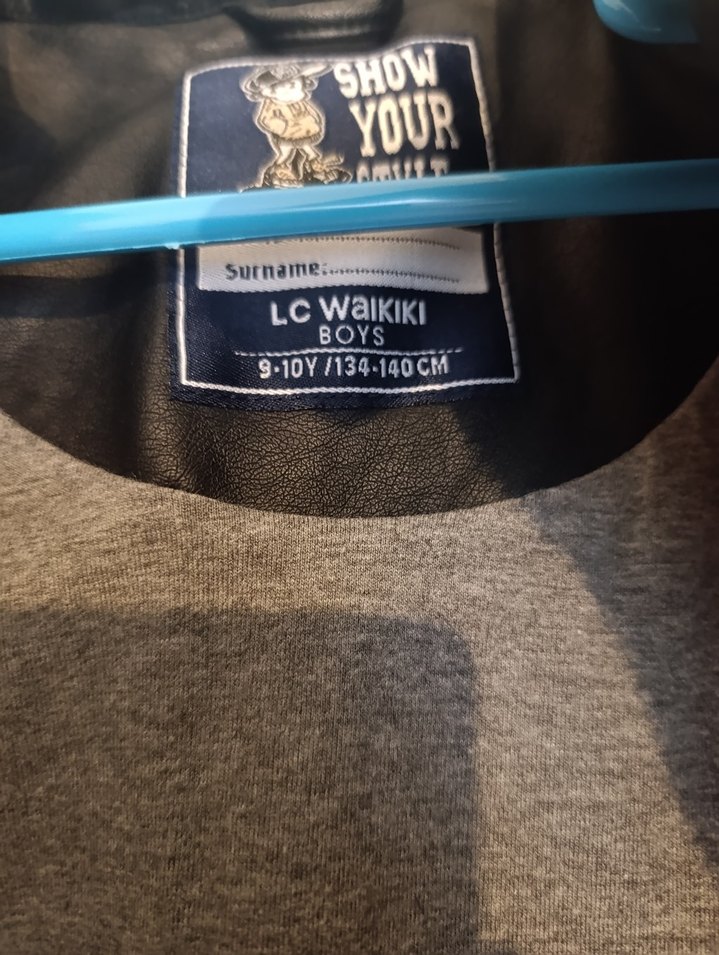 SHOW
YOUR
Surname:
LC WAIKIKI
BOYS
9-10Y /134-140 CM